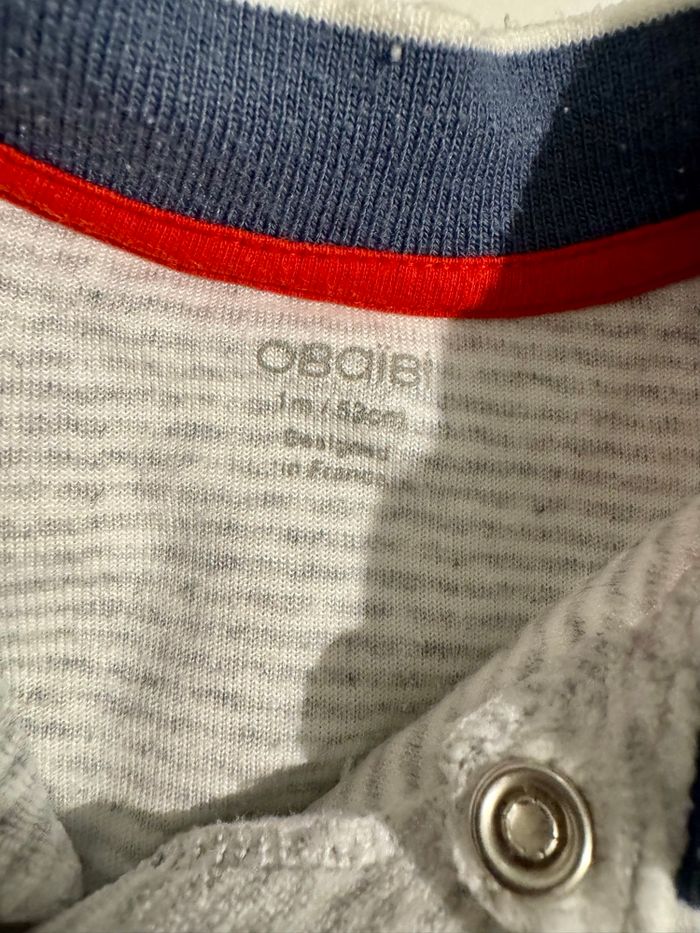 OBAIBI
1m / 53cm
Designed
in France